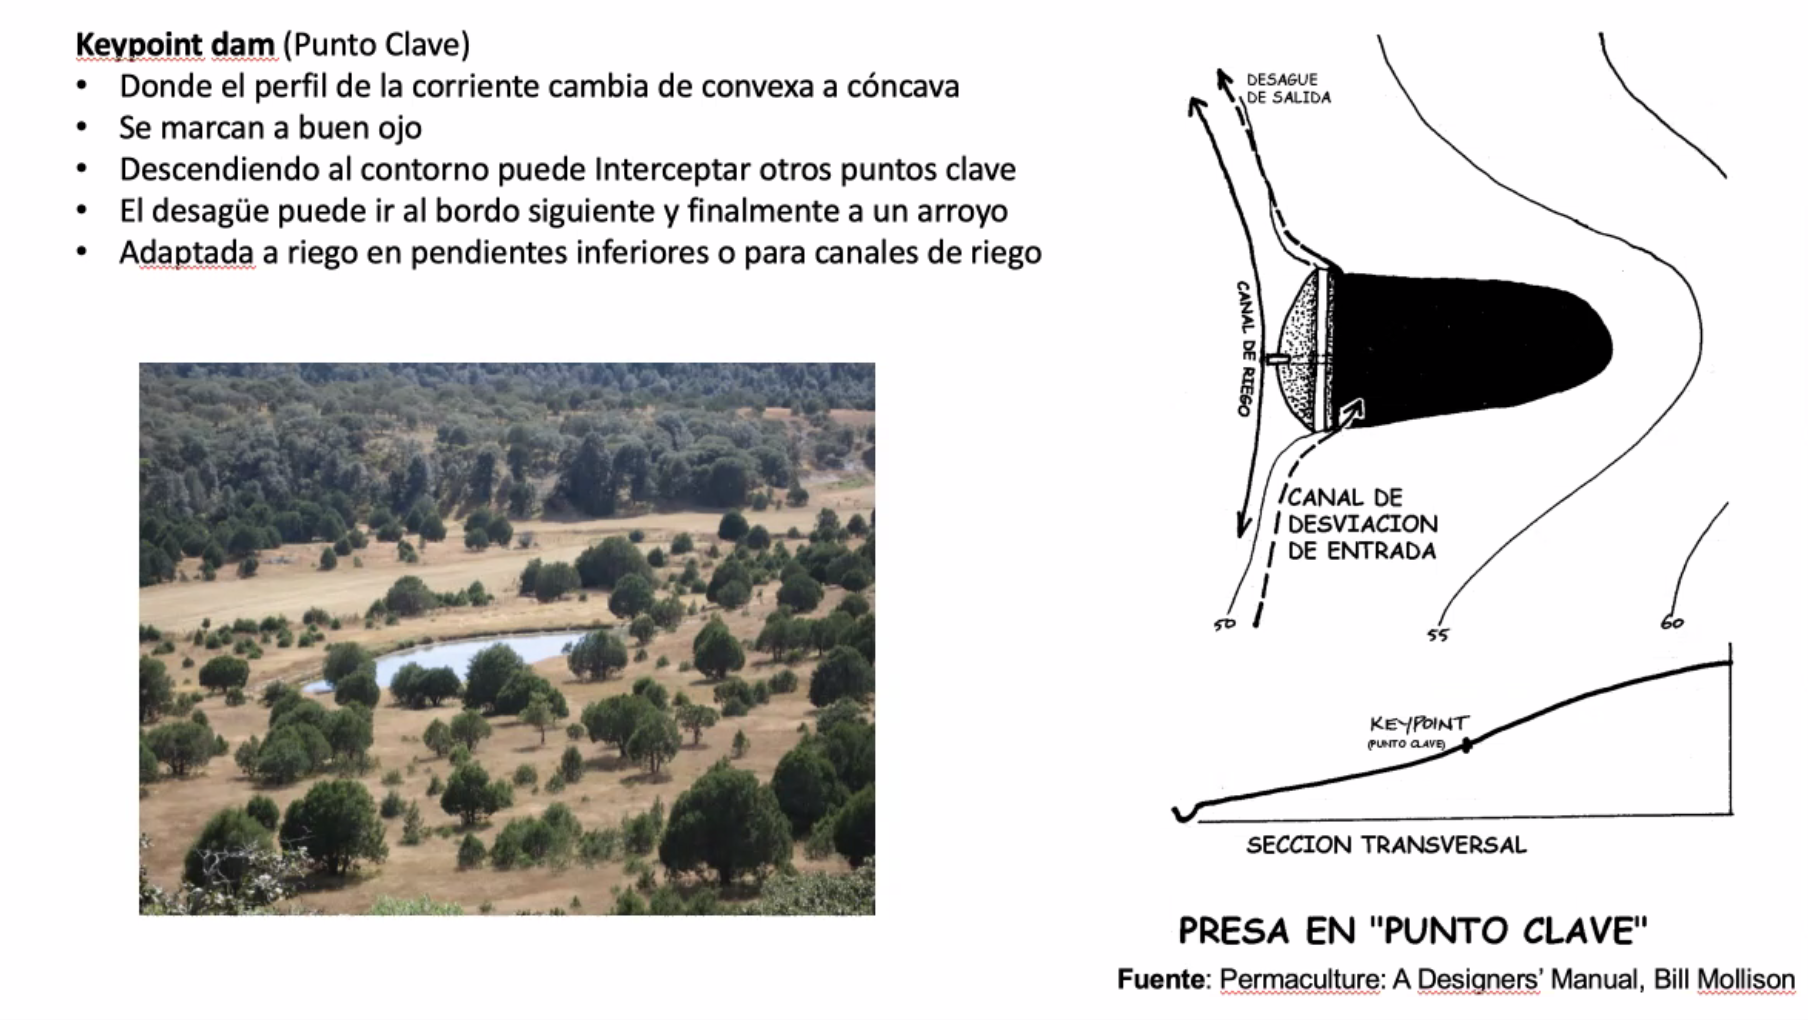 Keypoint dam (Punto Clave)
• Donde el perfil de la corriente cambia de convexa a cóncava
• Se marcan a buen ojo
• Descendiendo al contorno puede Interceptar otros puntos clave
• El desagüe puede ir al bordo siguiente y finalmente a un arroyo
• Adaptada a riego en pendientes inferiores o para canales de riego
DESAGUE
DE SALIDA
CANAL DE RIEGO
CANAL DE
DESVIACION
DE ENTRADA
50
55
60
KEYPOINT
(PUNTO CLAVE)
SECCION TRANSVERSAL
PRESA EN "PUNTO CLAVE"
Fuente: Permaculture: A Designers’ Manual, Bill Mollison